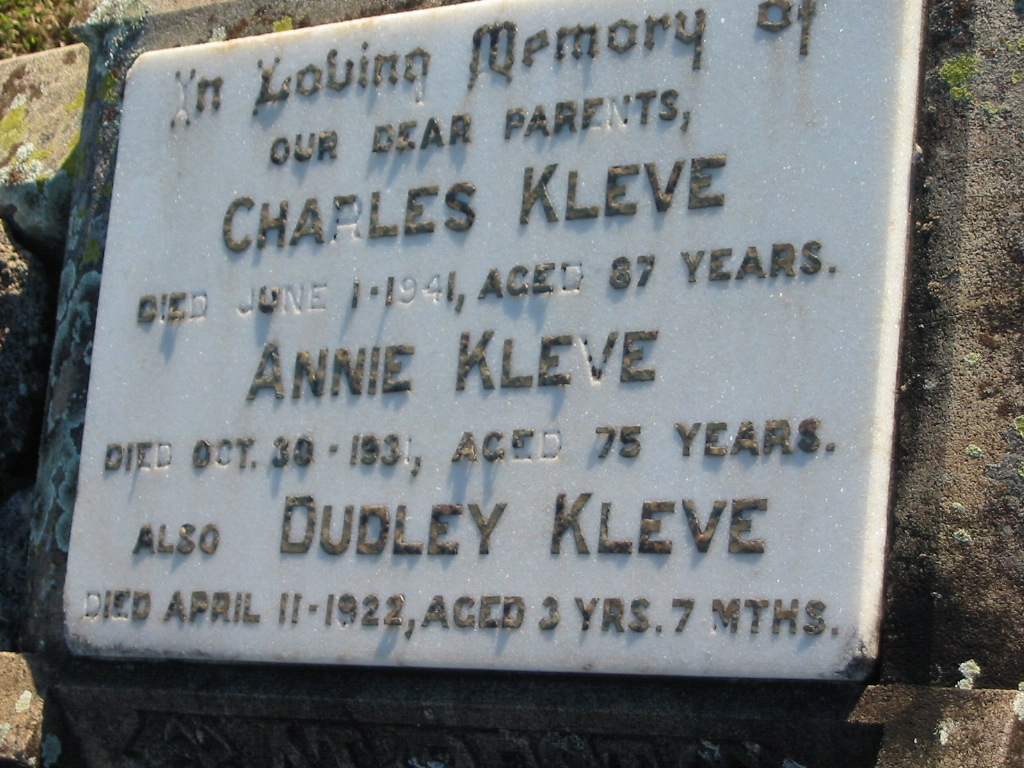 In Loving Memory of
OUR DEAR PARENTS,
CHARLES KLEVE
DIED JUNE 1·1941, AGED 87 YEARS.
ANNIE KLEVE
DIED OCT. 30·1931, AGED 75 YEARS.
ALSO DUDLEY KLEVE
DIED APRIL 11·1922, AGED 3 YRS. 7 MTHS.